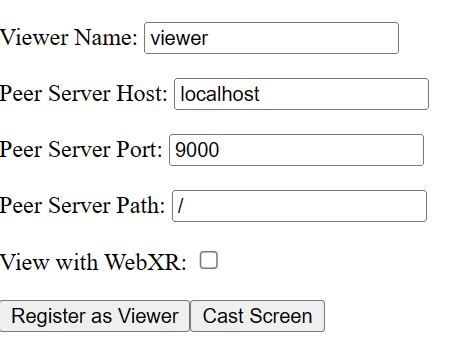 Viewer Name: viewer
Peer Server Host: localhost
Peer Server Port: 9000
Peer Server Path: /
View with WebXR:
Register as Viewer Cast Screen